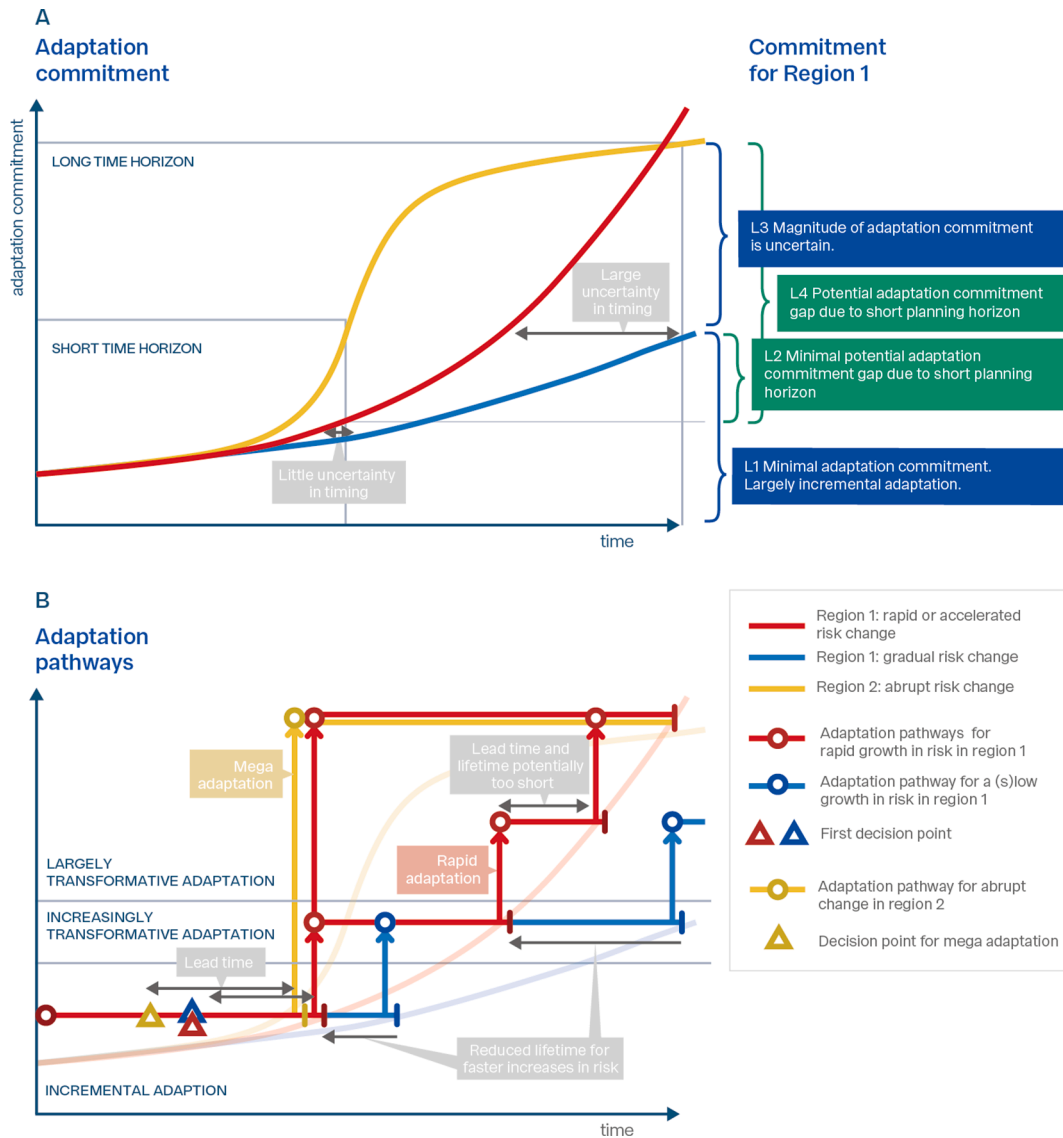 A
Adaptation
commitment
Commitment
for Region 1
adaptation commitment
LONG TIME HORIZON
SHORT TIME HORIZON
Large
uncertainty
in timing
Little uncertainty
in timing
time
L3 Magnitude of adaptation commitment
is uncertain.
L4 Potential adaptation commitment
gap due to short planning horizon
L2 Minimal potential adaptation
commitment gap due to short planning
horizon
L1 Minimal adaptation commitment.
Largely incremental adaptation.
B
Adaptation
pathways
Mega
adaptation
Lead time and
lifetime potentially
too short
Rapid
adaptation
LARGELY
TRANSFORMATIVE ADAPTATION
INCREASINGLY
TRANSFORMATIVE ADAPTATION
Lead time
Reduced lifetime for
faster increases in risk
INCREMENTAL ADAPTION
time
Region 1: rapid or accelerated
risk change
Region 1: gradual risk change
Region 2: abrupt risk change
Adaptation pathways for
rapid growth in risk in region 1
Adaptation pathway for a (s)low
growth in risk in region 1
First decision point
Adaptation pathway for abrupt
change in region 2
Decision point for mega adaptation